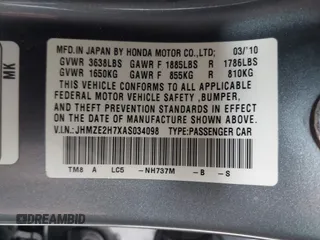 MFD. IN JAPAN BY HONDA MOTOR CO.,LTD; 03/'10
GVWR 3638LBS GAWR F 1885LBS R 1786LBS
GVWR 1650KG GAWR F 855KG R 810KG
THIS VEHICLE CONFORMS TO ALL APPLICABLE
FEDERAL MOTOR VEHICLE SAFETY, BUMPER,
AND THEFT PREVENTION STANDARDS IN EFFECT
ON THE DATE OF MANUFACTURE SHOWN ABOVE.
V.I.N.: JHMZE2H7XAS034098 TYPE:PASSENGER CAR
TM8 A LC5 -NH737M -B -S
MK
DEALIQUID